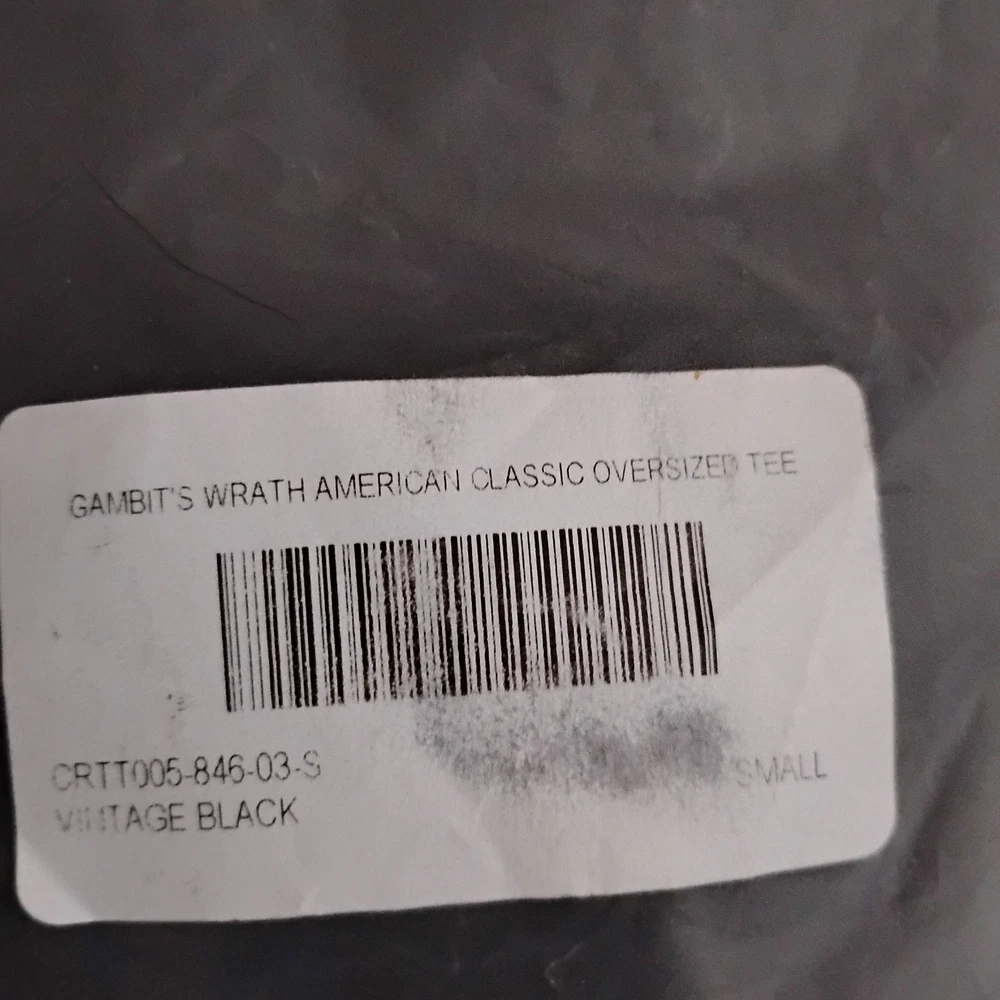 GAMBIT'S WRATH AMERICAN CLASSIC OVERSIZED TEE
CRTT005-846-03-S
SMALL
VINTAGE BLACK